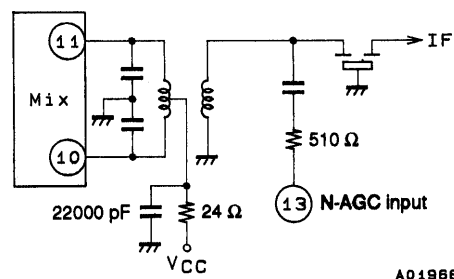 11
IF
Mix
10
510 Ω
13 N-AGC input
22000 pF
24 Ω
VCC
A01966